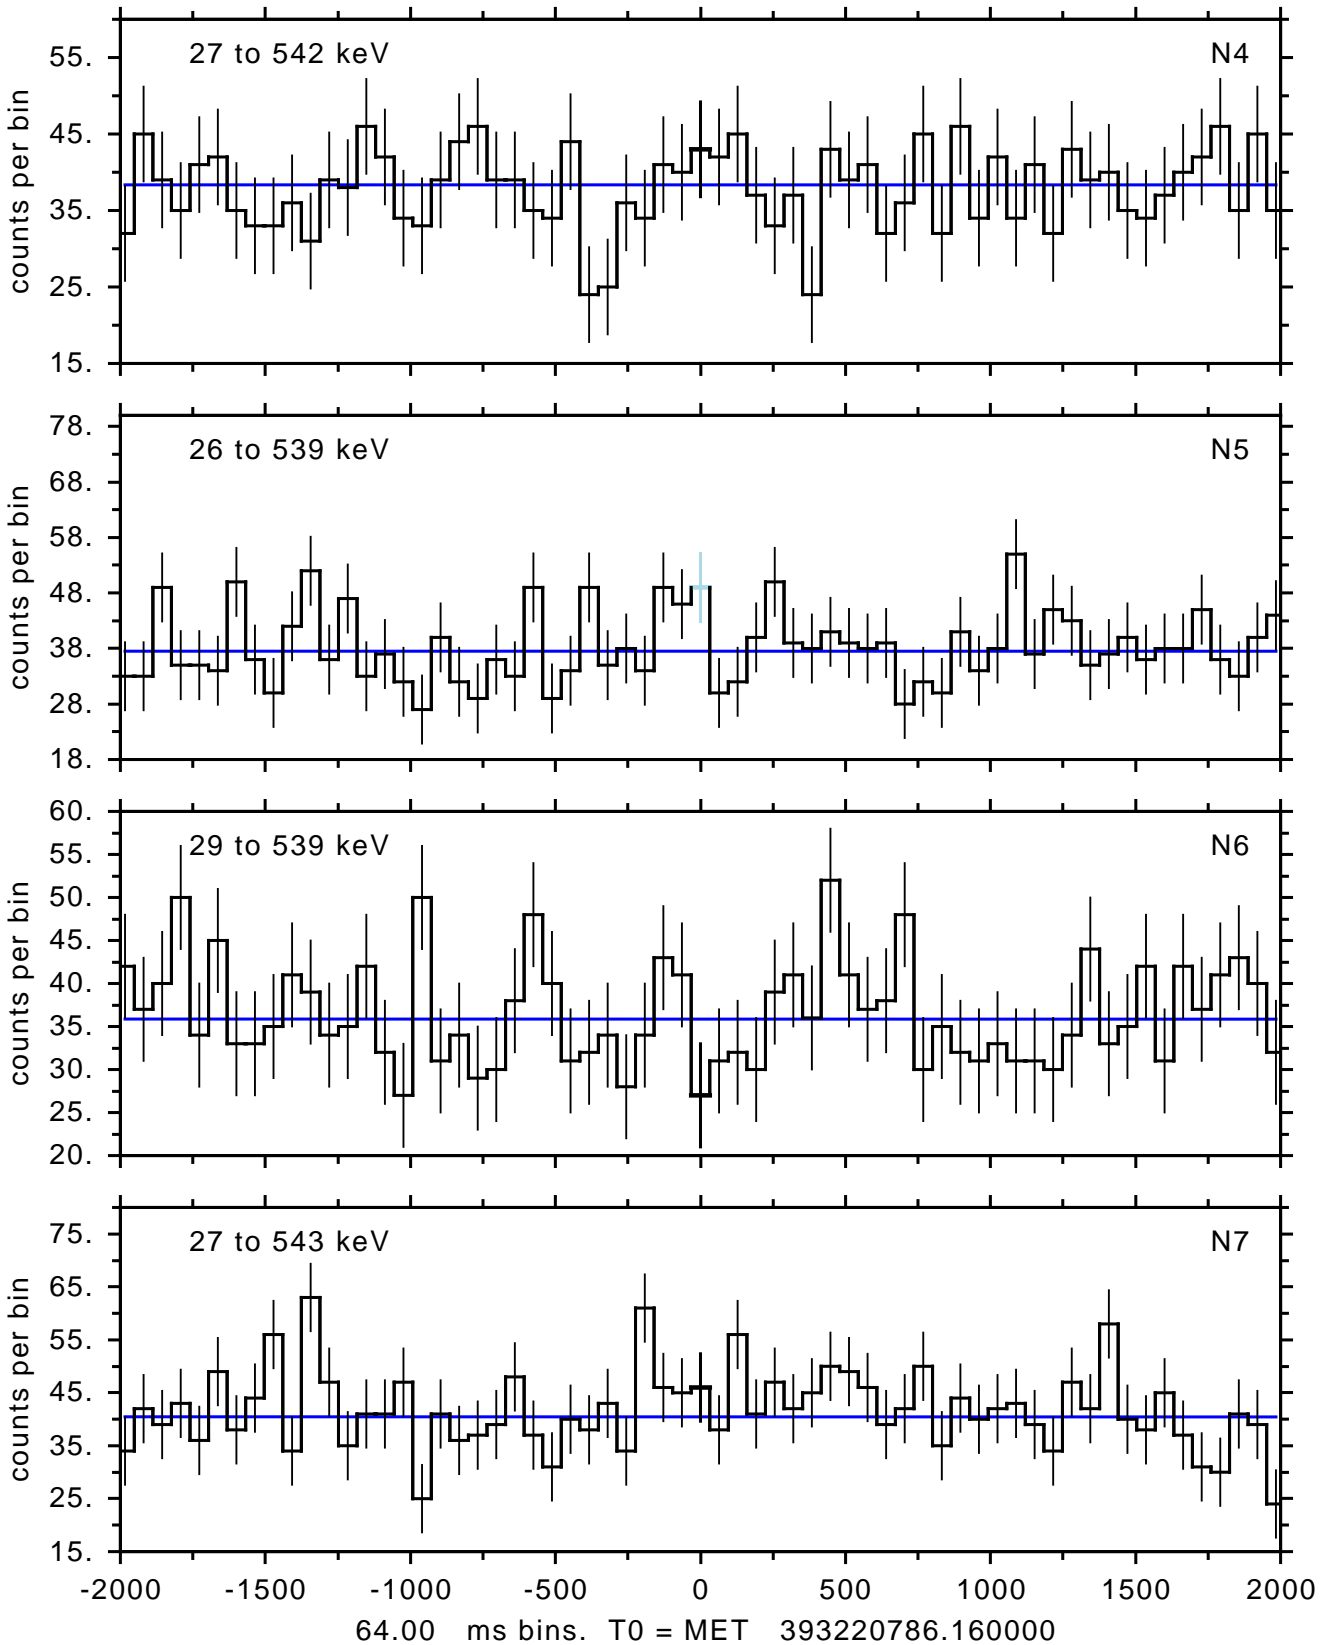 27 to 542 keV N4
55.
45.
35.
25.
15.
counts per bin
26 to 539 keV N5
78.
68.
58.
48.
38.
28.
18.
counts per bin
29 to 539 keV N6
60.
55.
50.
45.
40.
35.
30.
25.
20.
counts per bin
27 to 543 keV N7
75.
65.
55.
45.
35.
25.
15.
counts per bin
-2000 -1500 -1000 -500 0 500 1000 1500 2000
64.00 ms bins. T0 = MET 393220786.160000